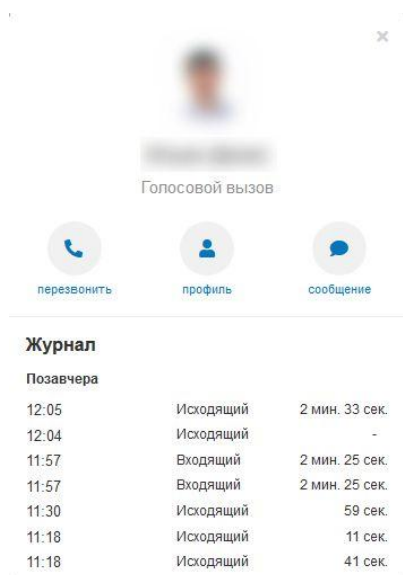 Голосовой вызов
перезвонить профиль сообщение
Журнал
Позавчера
12:05 Исходящий 2 мин. 33 сек.
12:04 Исходящий -
11:57 Входящий 2 мин. 25 сек.
11:57 Входящий 2 мин. 25 сек.
11:30 Исходящий 59 сек.
11:18 Исходящий 11 сек.
11:18 Исходящий 41 сек.